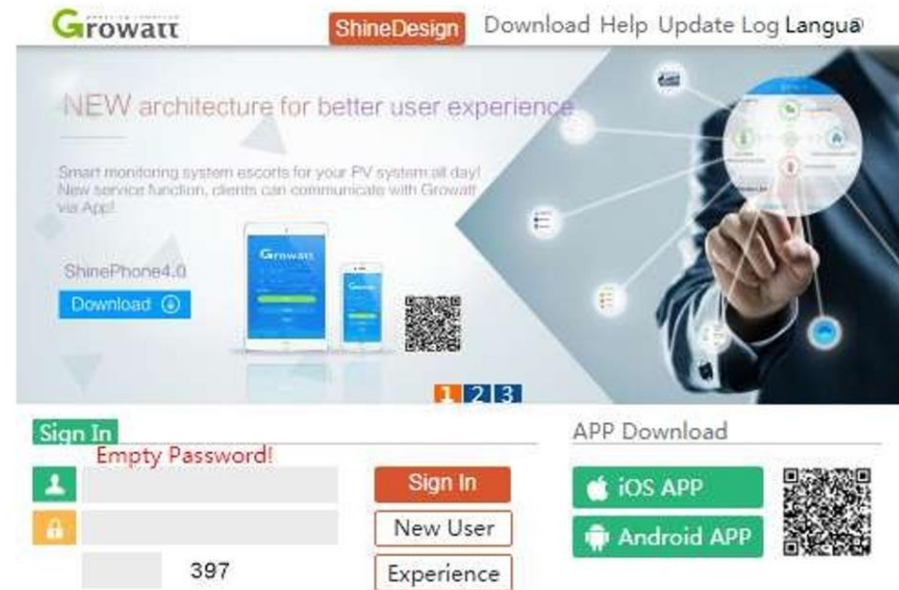 Growatt
ShineDesign Download Help Update Log Langua
NEW architecture for better user experience
Smart monitoring system escorts for your PV system all day!
New service function, clients can communicate with Growatt
via App!
ShinePhone4.0
Download
Growatt
Growatt
1 2 3
Sign In
Empty Password!
Sign In
New User
397
Experience
APP Download
iOS APP
Android APP